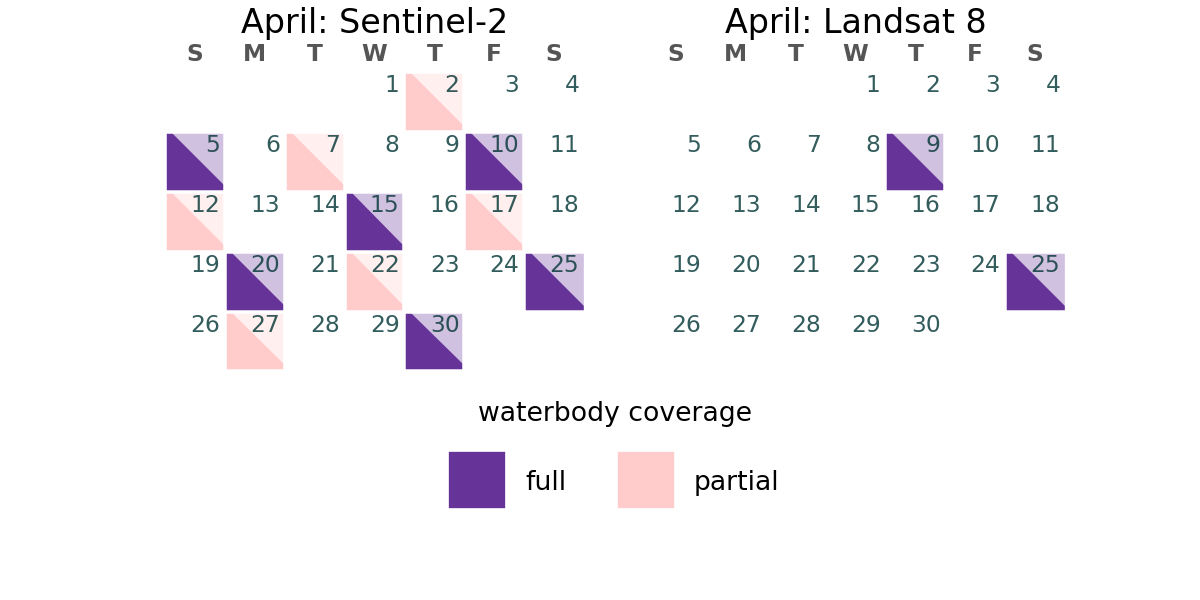 April: Sentinel-2
S M T W T F S
1 2 3 4
5 6 7 8 9 10 11
12 13 14 15 16 17 18
19 20 21 22 23 24 25
26 27 28 29 30
April: Landsat 8
S M T W T F S
1 2 3 4
5 6 7 8 9 10 11
12 13 14 15 16 17 18
19 20 21 22 23 24 25
26 27 28 29 30
waterbody coverage
full partial